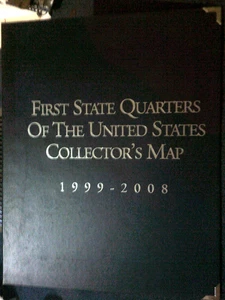 First State Quarters
Of The United States
Collector's Map
1999-2008